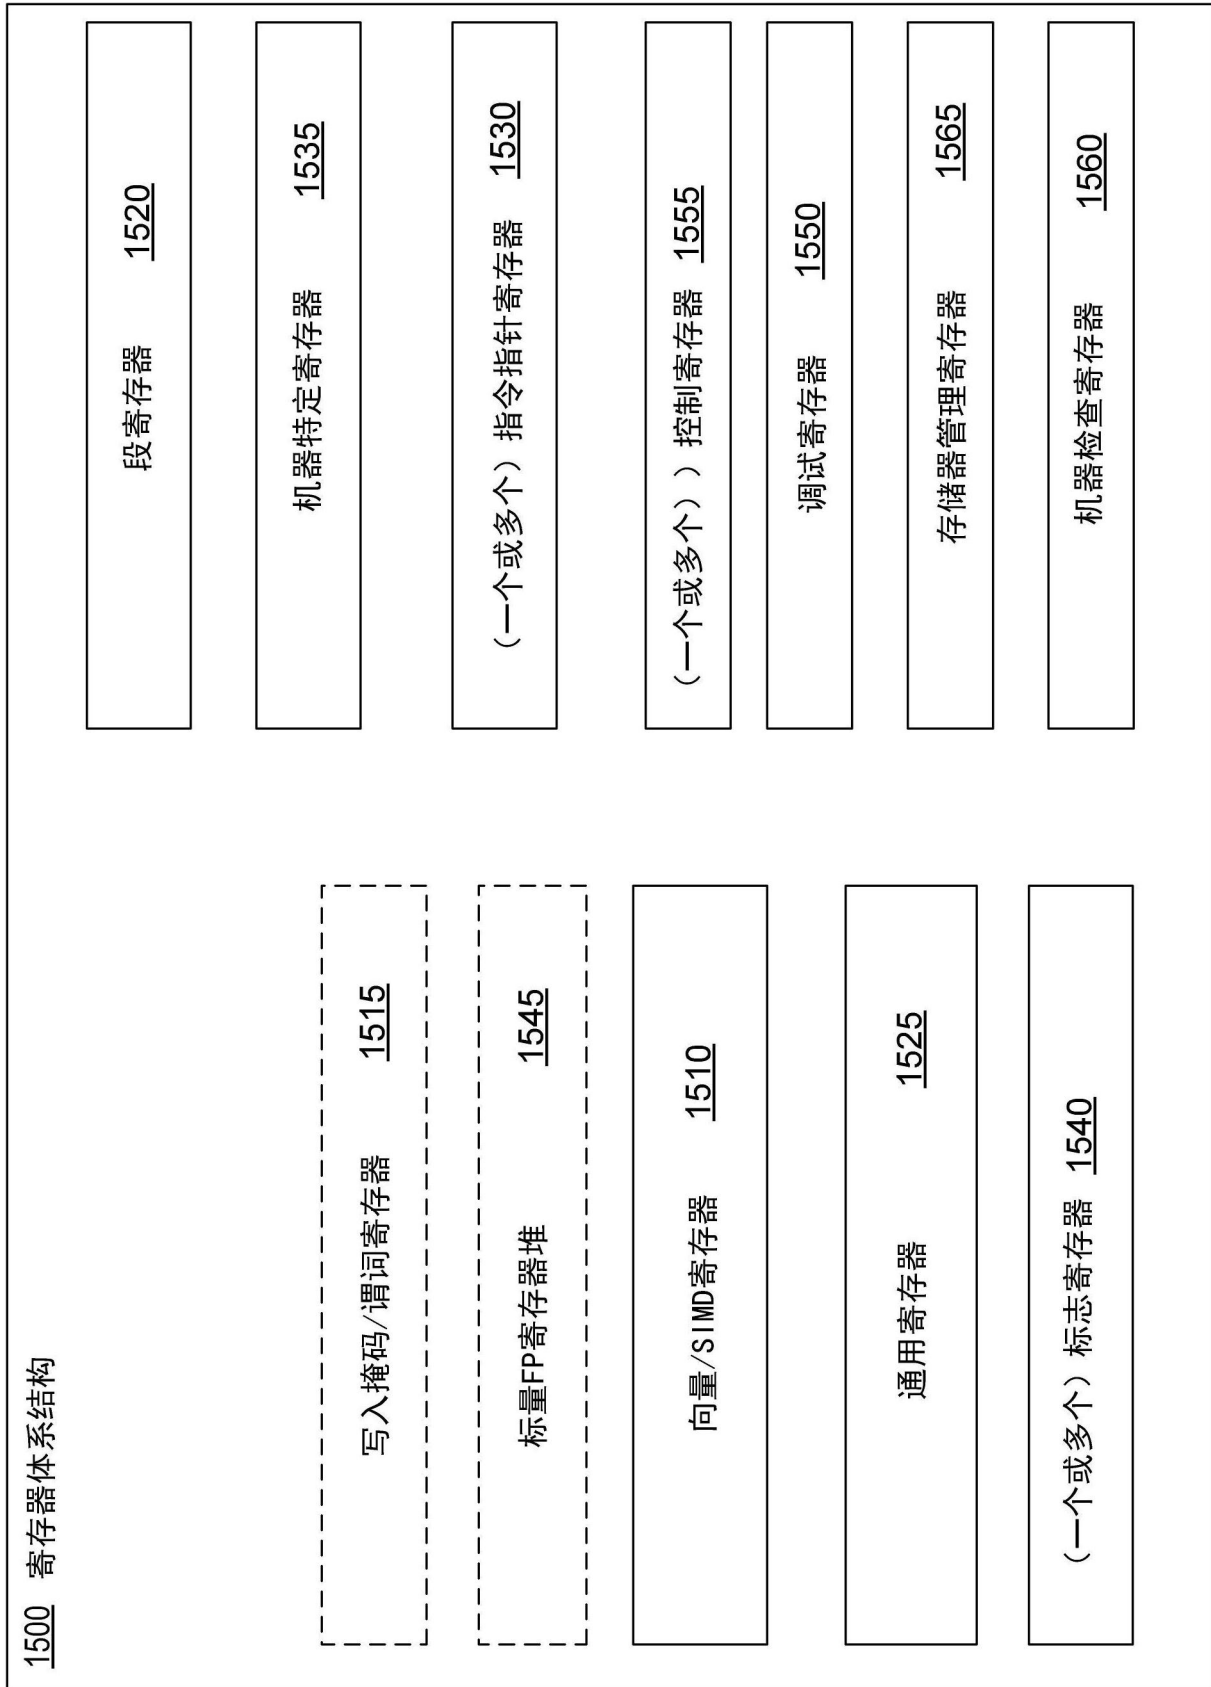 1500 寄存器体系结构
写入掩码/谓词寄存器 1515
标量FP寄存器堆 1545
向量/SIMD寄存器 1510
通用寄存器 1525
（一个或多个）标志寄存器 1540
段寄存器 1520
机器特定寄存器 1535
（一个或多个）指令指针寄存器 1530
（一个或多个））控制寄存器 1555
调试寄存器 1550
存储器管理寄存器 1565
机器检查寄存器 1560